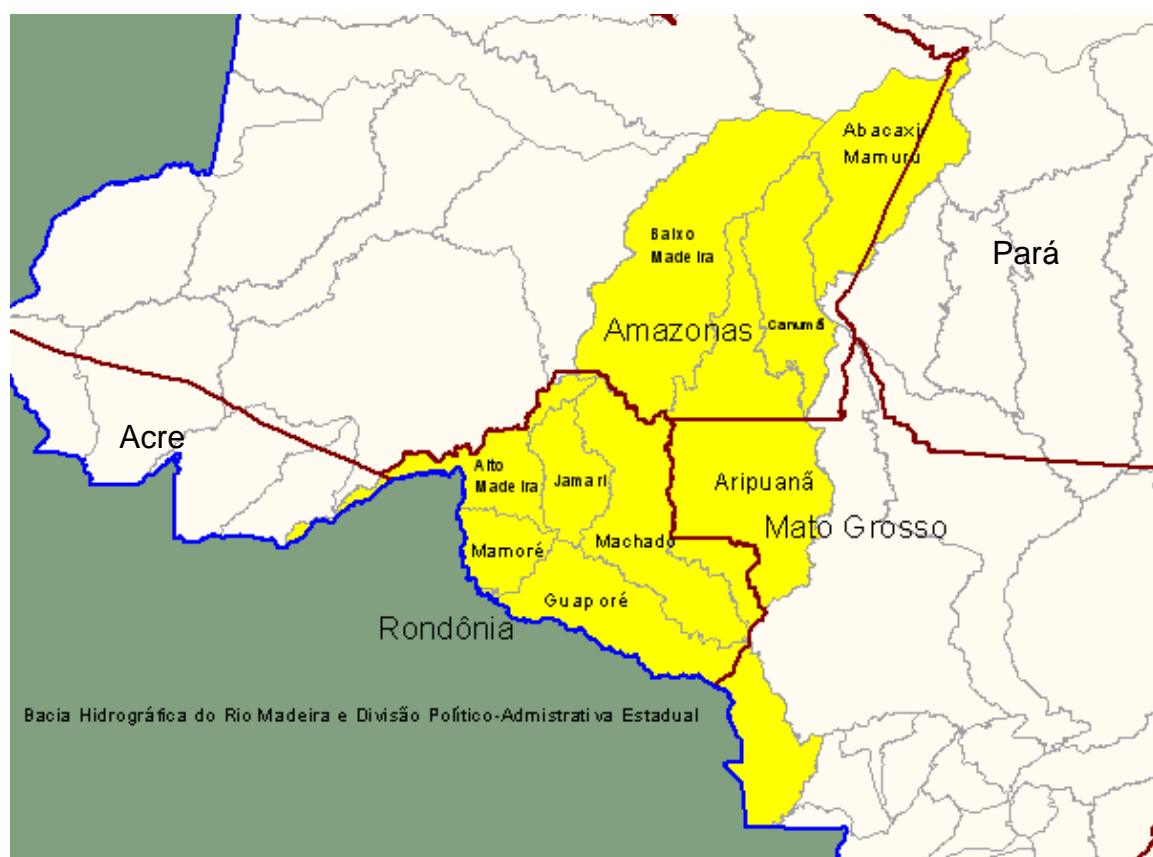 Abacaxi
Mamuru
Baixo
Madeira
Pará
Amazonas
Canumã
Acre
Alto
Madeira
Jamari
Aripuanã
Mato Grosso
Machado
Mamoré
Guaporé
Rondônia
Bacia Hidrográfica do Rio Madeira e Divisão Político-Admistrativa Estadual